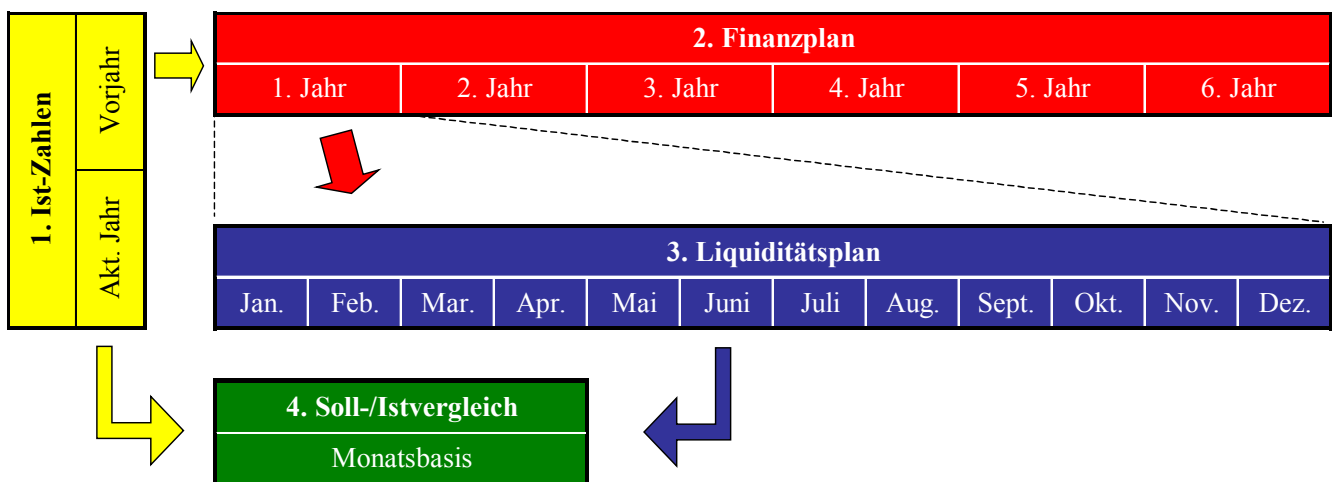 1. Ist-Zahlen
Vorjahr
Akt. Jahr
2. Finanzplan
1. Jahr
2. Jahr
3. Jahr
4. Jahr
5. Jahr
6. Jahr
3. Liquiditätsplan
Jan.
Feb.
Mar.
Apr.
Mai
Juni
Juli
Aug.
Sept.
Okt.
Nov.
Dez.
4. Soll-/Istvergleich
Monatsbasis